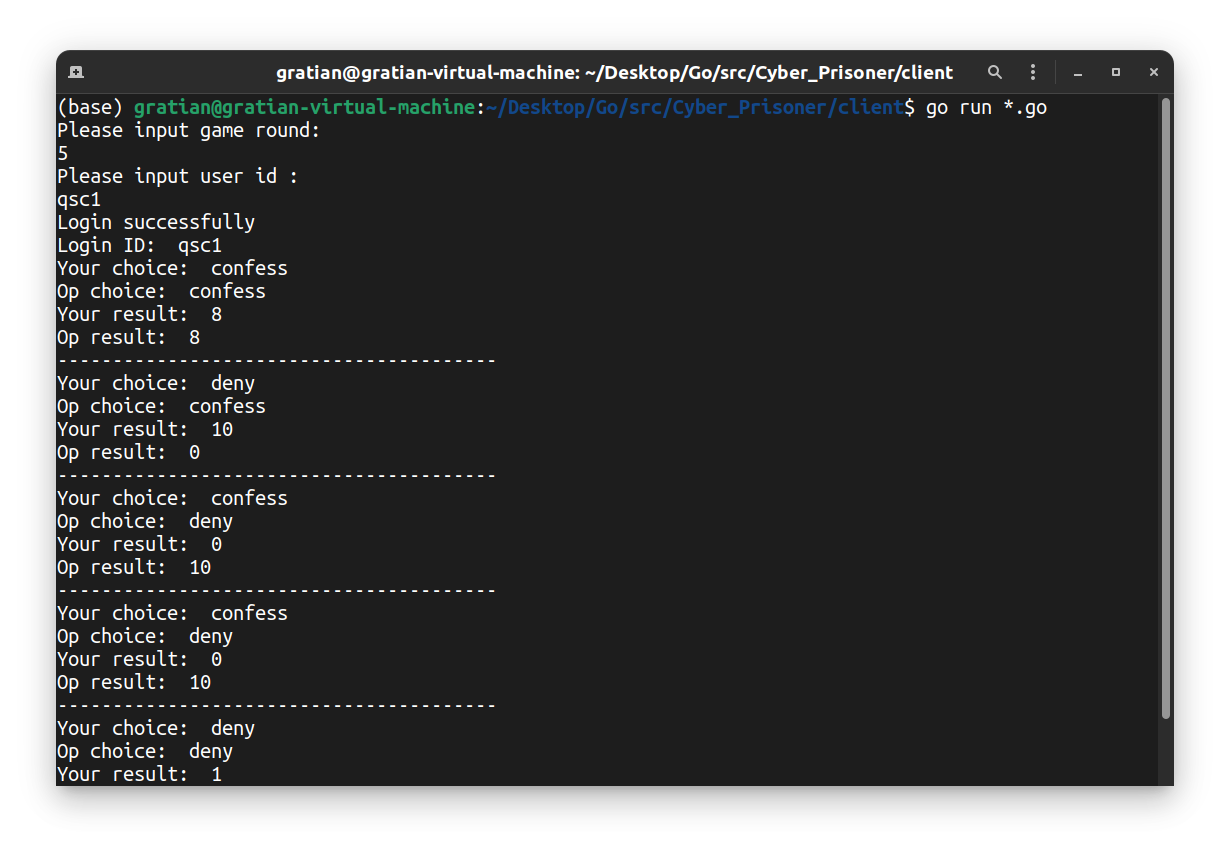 gratian@gratian-virtual-machine: ~/Desktop/Go/src/Cyber_Prisoner/client
(base) gratian@gratian-virtual-machine:~/Desktop/Go/src/Cyber_Prisoner/client$ go run *.go
Please input game round:
5
Please input user id :
qsc1
Login successfully
Login ID:  qsc1
Your choice:  confess
Op choice:  confess
Your result:  8
Op result:  8
----------------------------------------
Your choice:  deny
Op choice:  confess
Your result:  10
Op result:  0
----------------------------------------
Your choice:  confess
Op choice:  deny
Your result:  0
Op result:  10
----------------------------------------
Your choice:  confess
Op choice:  deny
Your result:  0
Op result:  10
----------------------------------------
Your choice:  deny
Op choice:  deny
Your result:  1